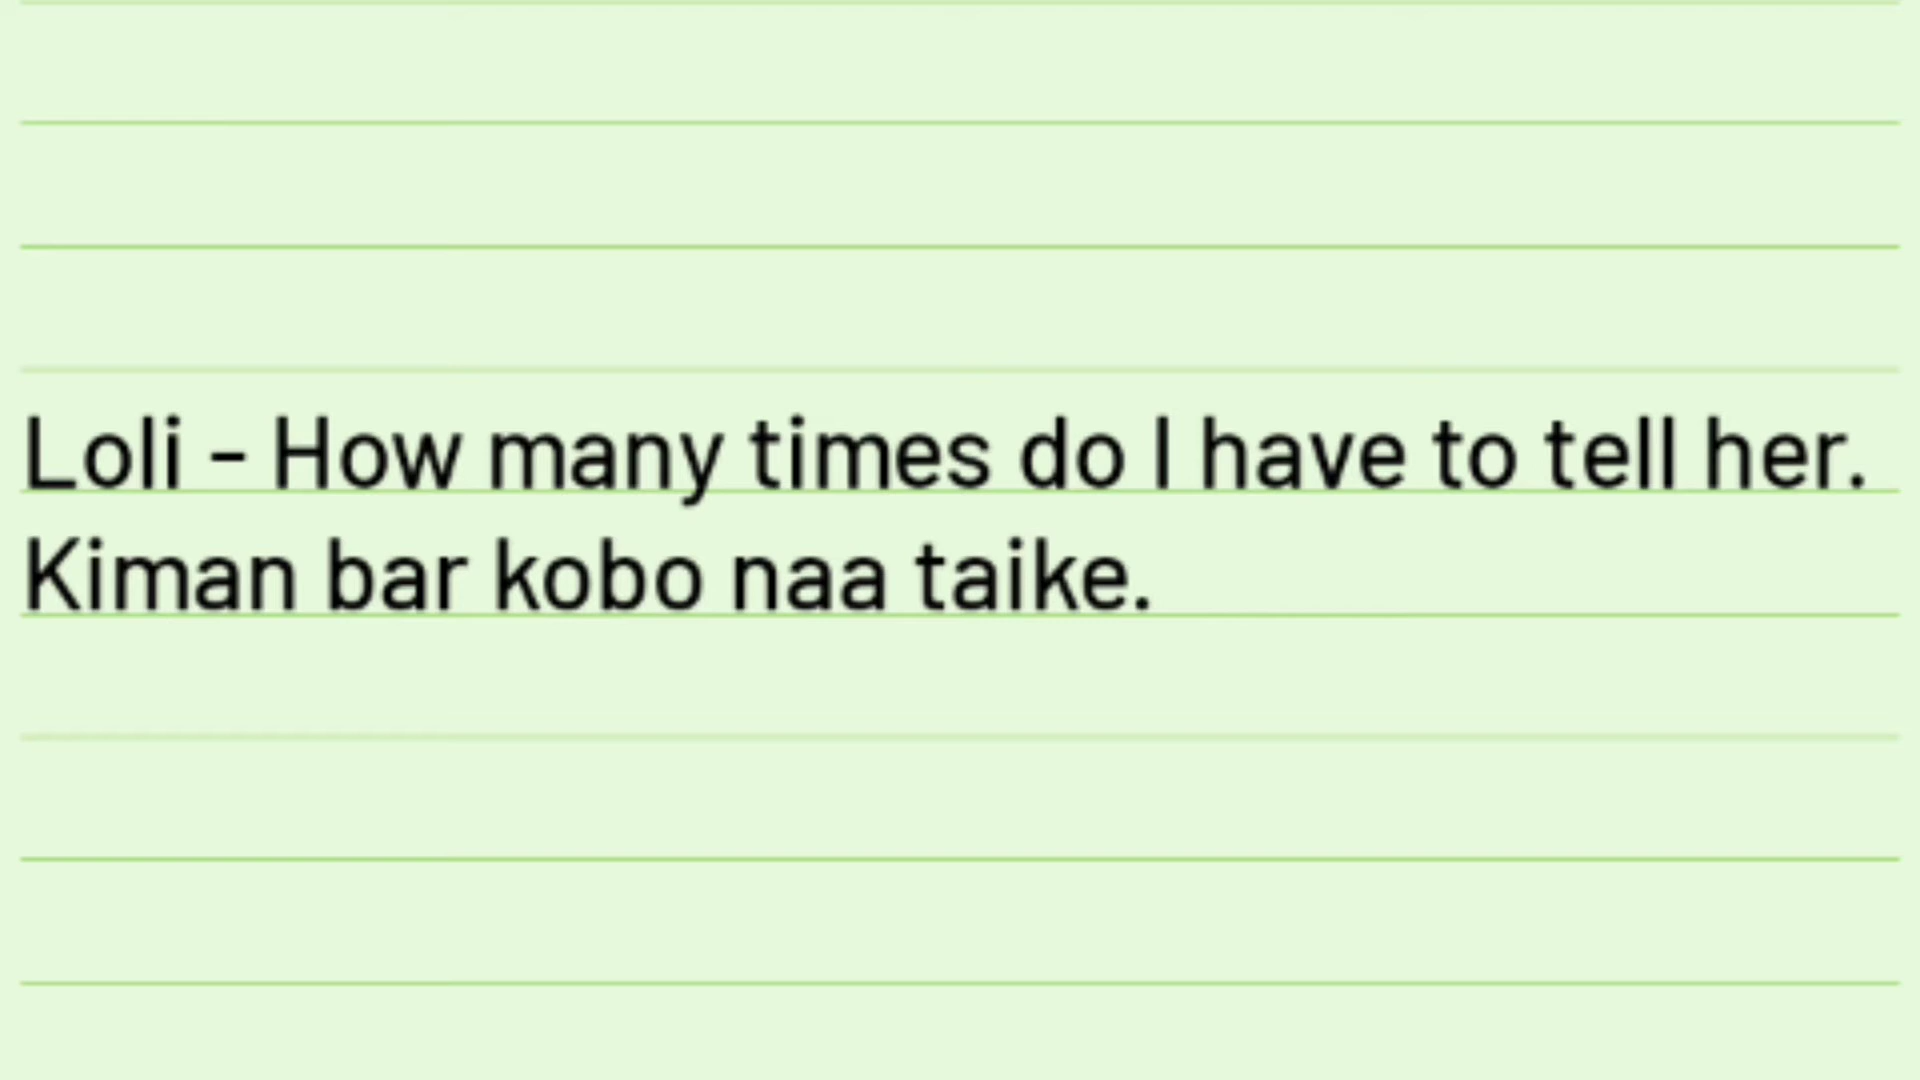 Loli - How many times do I have to tell her.
Kiman bar kobo naa taike.